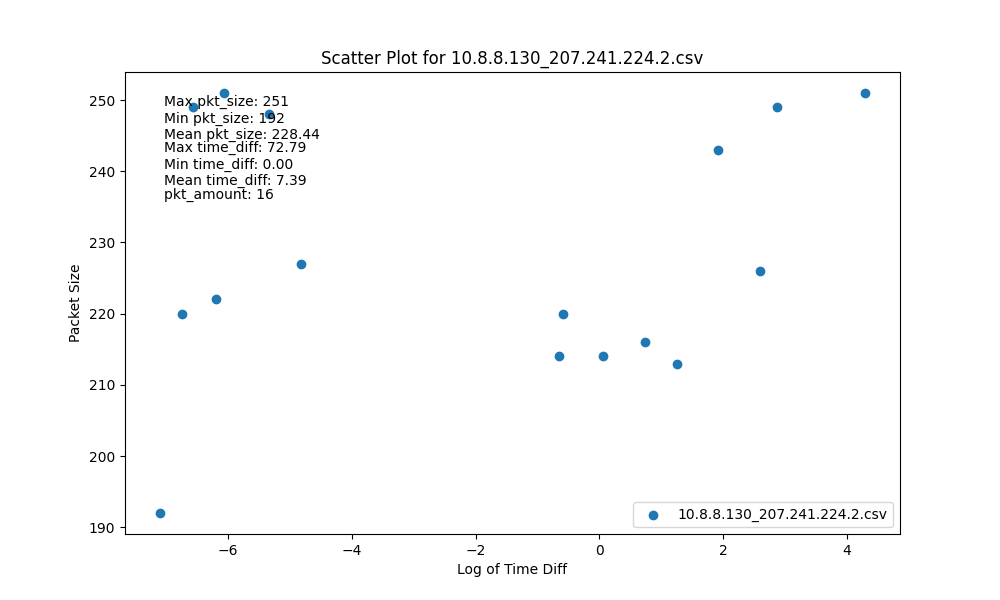 Scatter Plot for 10.8.8.130_207.241.224.2.csv
Max pkt_size: 251
Min pkt_size: 192
Mean pkt_size: 228.44
Max time_diff: 72.79
Min time_diff: 0.00
Mean time_diff: 7.39
pkt_amount: 16
Packet Size
250
240
230
220
210
200
190
10.8.8.130_207.241.224.2.csv
−6
−4
−2
0
2
4
Log of Time Diff